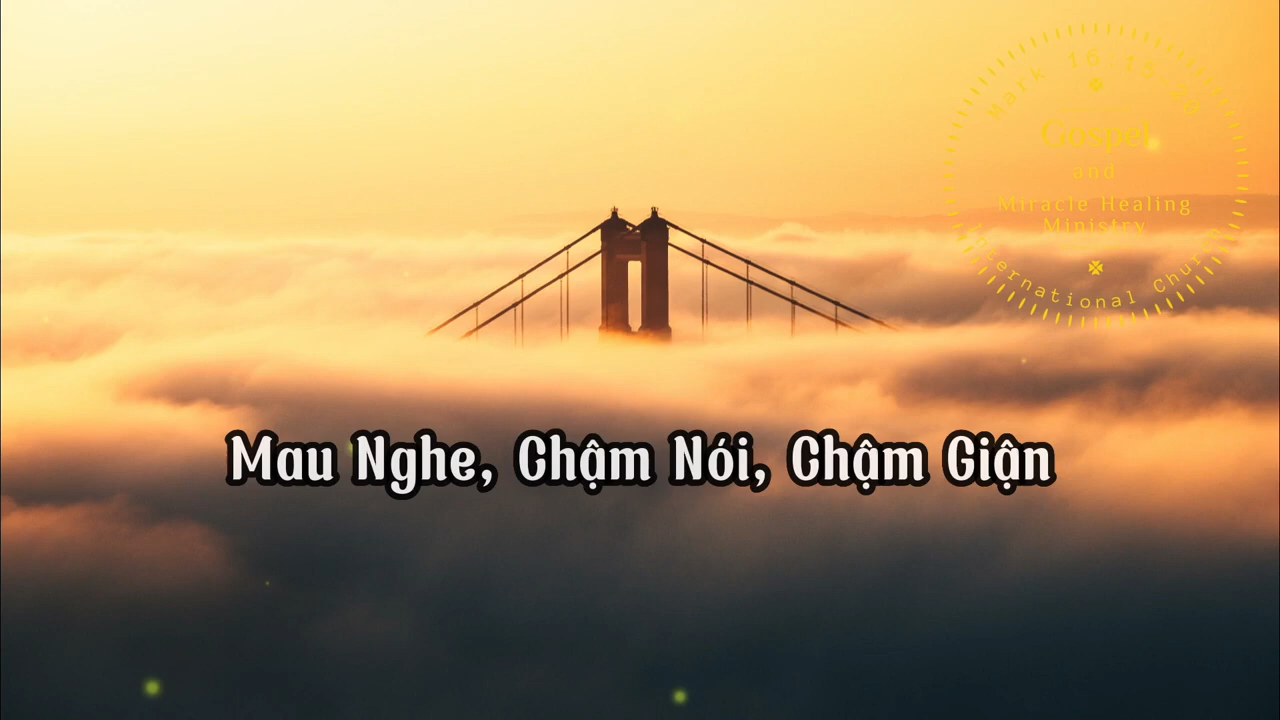 Mark 16:15-20
Gospel
and
Miracle Healing
Ministry
International Church
Mau Nghe, Chậm Nói, Chậm Giận